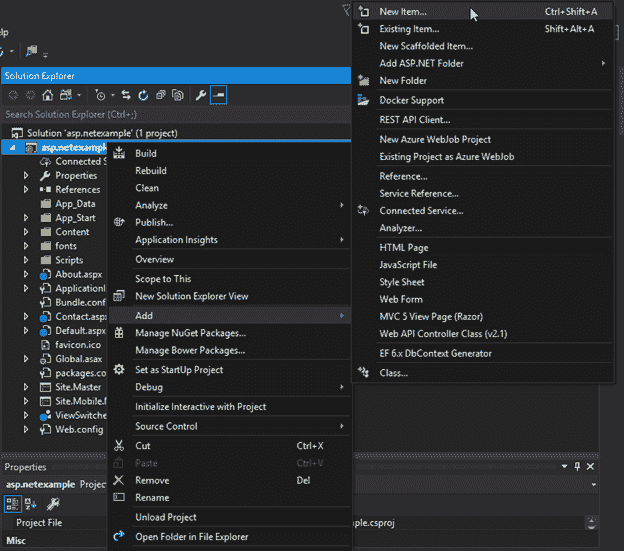 elp
Solution Explorer
Search Solution Explorer (Ctrl+;)
Solution 'asp.netexample' (1 project)
asp.netexample
Connected S
Properties
References
App_Data
App_Start
Content
fonts
Scripts
About.aspx
ApplicationI
Bundle.conf
Contact.aspx
Default.aspx
favicon.ico
Global.asax
packages.co
Site.Master
Site.Mobile.M
ViewSwitche
Web.config
Build
Rebuild
Clean
Analyze
Publish...
Application Insights
Overview
Scope to This
New Solution Explorer View
Add
Manage NuGet Packages...
Manage Bower Packages...
Set as StartUp Project
Debug
Initialize Interactive with Project
Source Control
Cut Ctrl+X
Paste Ctrl+V
Remove Del
Rename
Unload Project
Open Folder in File Explorer
New Item... Ctrl+Shift+A
Existing Item... Shift+Alt+A
New Scaffolded Item...
Add ASP.NET Folder
New Folder
Docker Support
REST API Client...
New Azure WebJob Project
Existing Project as Azure WebJob
Reference...
Service Reference...
Connected Service...
Analyzer...
HTML Page
JavaScript File
Style Sheet
Web Form
MVC 5 View Page (Razor)
Web API Controller Class (v2.1)
EF 6.x DbContext Generator
Class...
Properties
asp.netexample Project
Project File mple.csproj
Misc